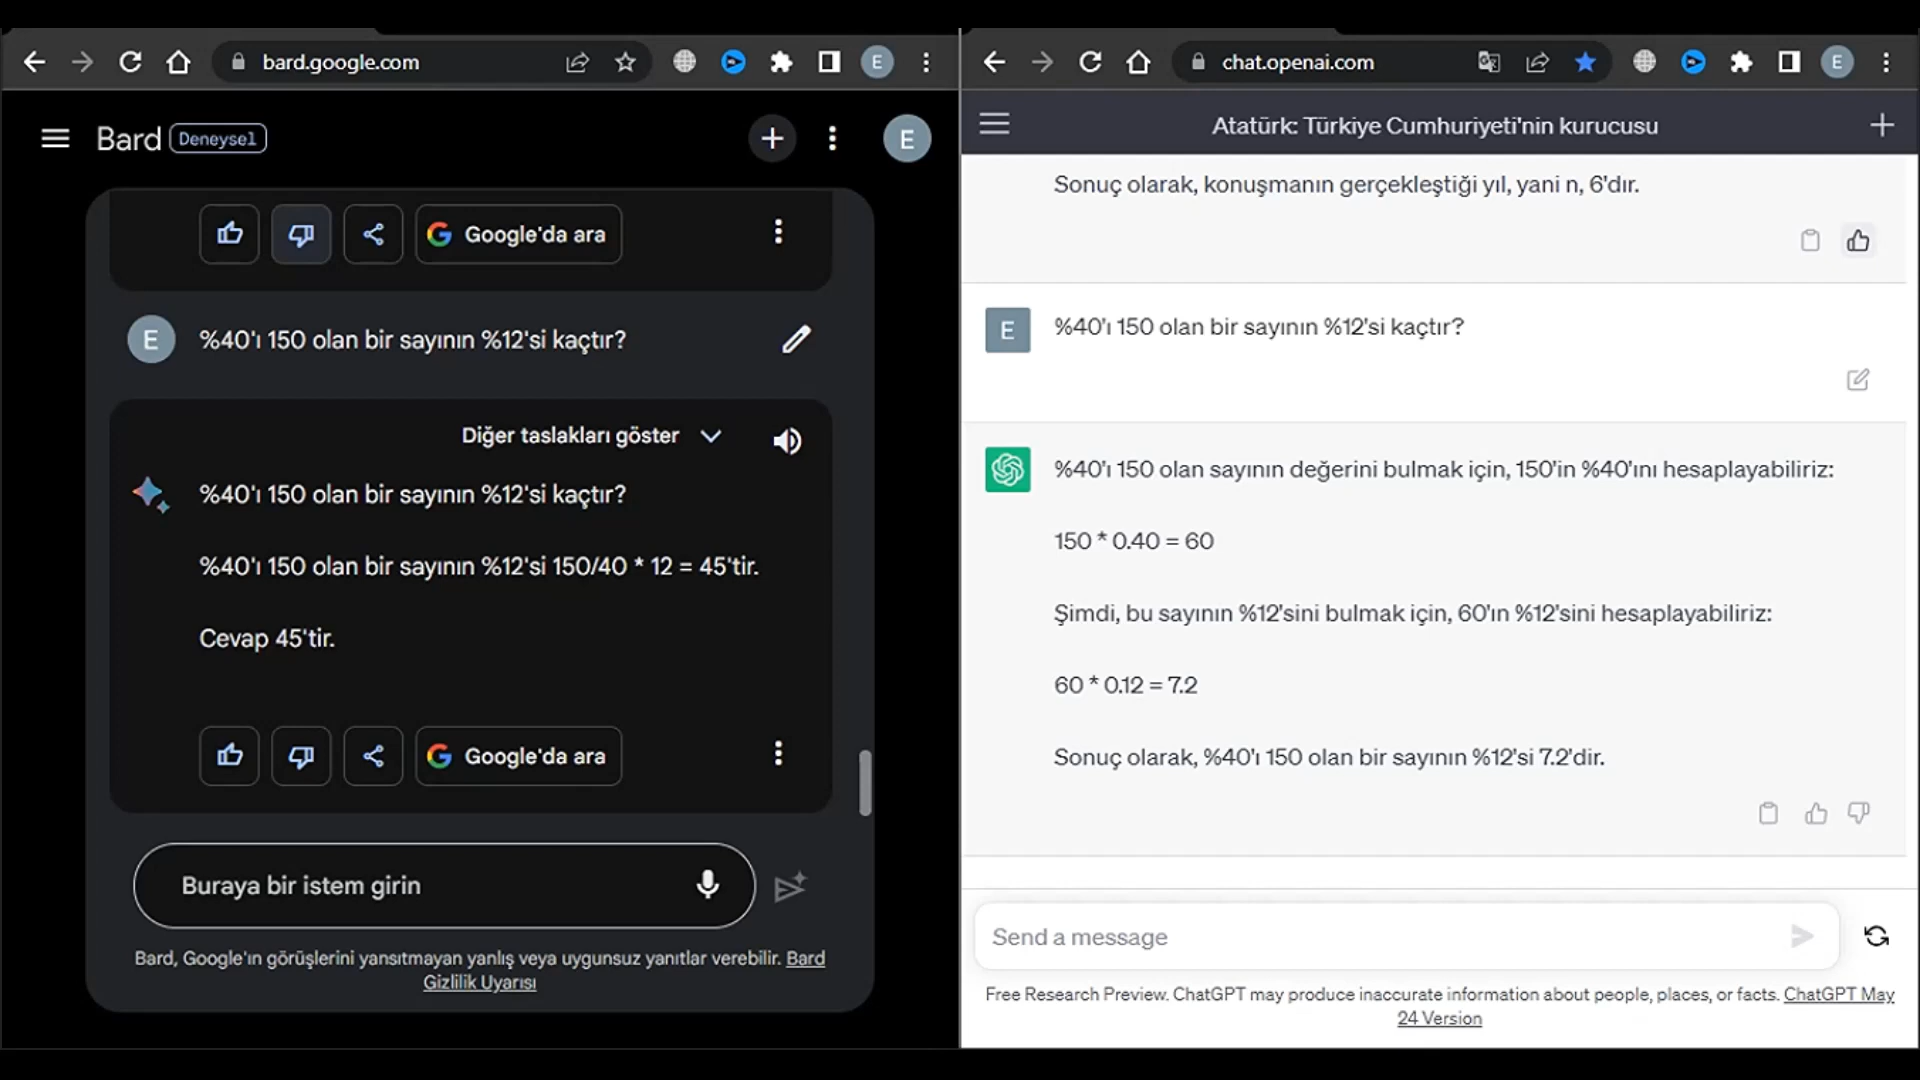 bard.google.com
E
Bard Deneysel
E
Google'da ara
E
%40'ı 150 olan bir sayının %12'si kaçtır?
Diğer taslakları göster
%40'ı 150 olan bir sayının %12'si kaçtır?
%40'ı 150 olan bir sayının %12'si 150/40 * 12 = 45'tir.
Cevap 45'tir.
Google'da ara
Buraya bir istem girin
Bard, Google'ın görüşlerini yansıtmayan yanlış veya uygunsuz yanıtlar verebilir. Bard
Gizlilik Uyarısı
chat.openai.com
E
Atatürk: Türkiye Cumhuriyeti'nin kurucusu
Sonuç olarak, konuşmanın gerçekleştiği yıl, yani n, 6'dır.
E
%40'ı 150 olan bir sayının %12'si kaçtır?
%40'ı 150 olan sayının değerini bulmak için, 150'in %40'ını hesaplayabiliriz:
150 * 0.40 = 60
Şimdi, bu sayının %12'sini bulmak için, 60'ın %12'sini hesaplayabiliriz:
60 * 0.12 = 7.2
Sonuç olarak, %40'ı 150 olan bir sayının %12'si 7.2'dir.
Send a message
Free Research Preview. ChatGPT may produce inaccurate information about people, places, or facts. ChatGPT May
24 Version